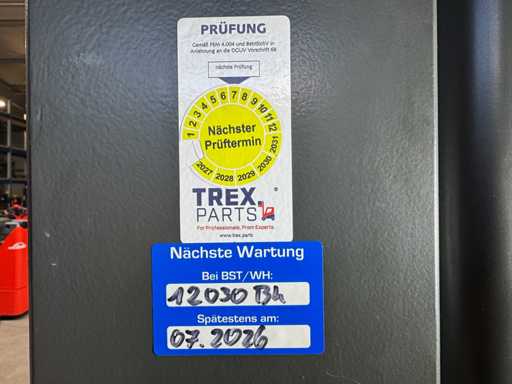 PRÜFUNG
Gemäß FEM 4.004 und BetrSichV in
Anlehnung an die DGUV Vorschrift 68
nächste Prüfung
1 2 3 4 5 6 7 8 9 10 11 12
Nächster
Prüftermin
2027 2028 2029 2030 2031
TREX.
PARTS
®
For Professionals, From Experts.
www.trex.parts
Nächste Wartung
Bei BST/WH:
12030 Bh
Spätestens am:
07.2026